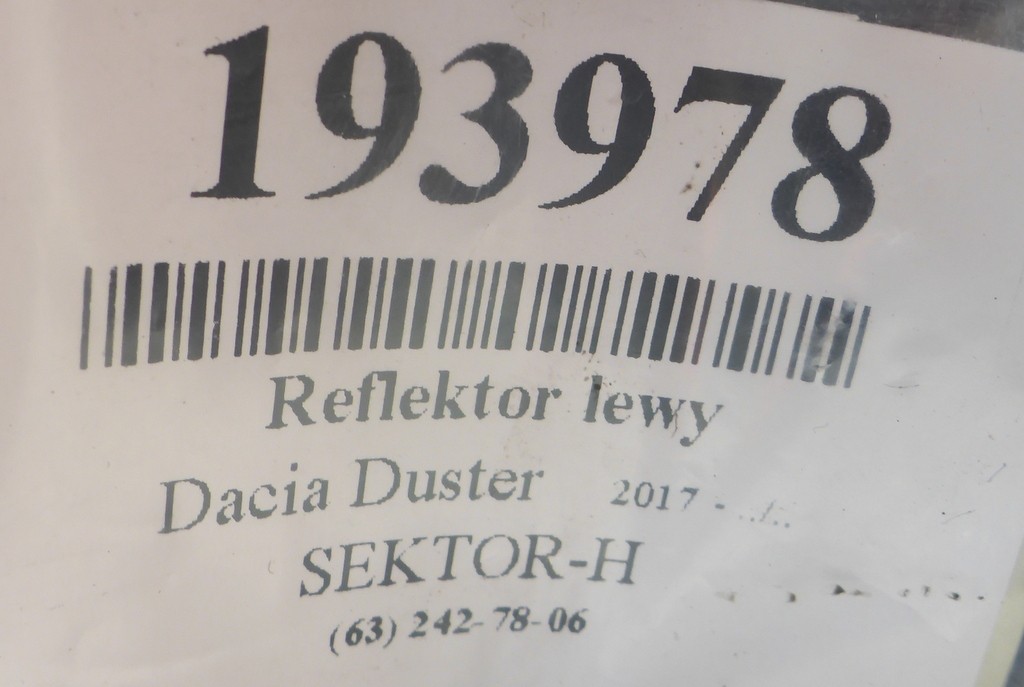 193978
Reflektor lewy
Dacia Duster 2017 - ../..
SEKTOR-H
(63) 242-78-06